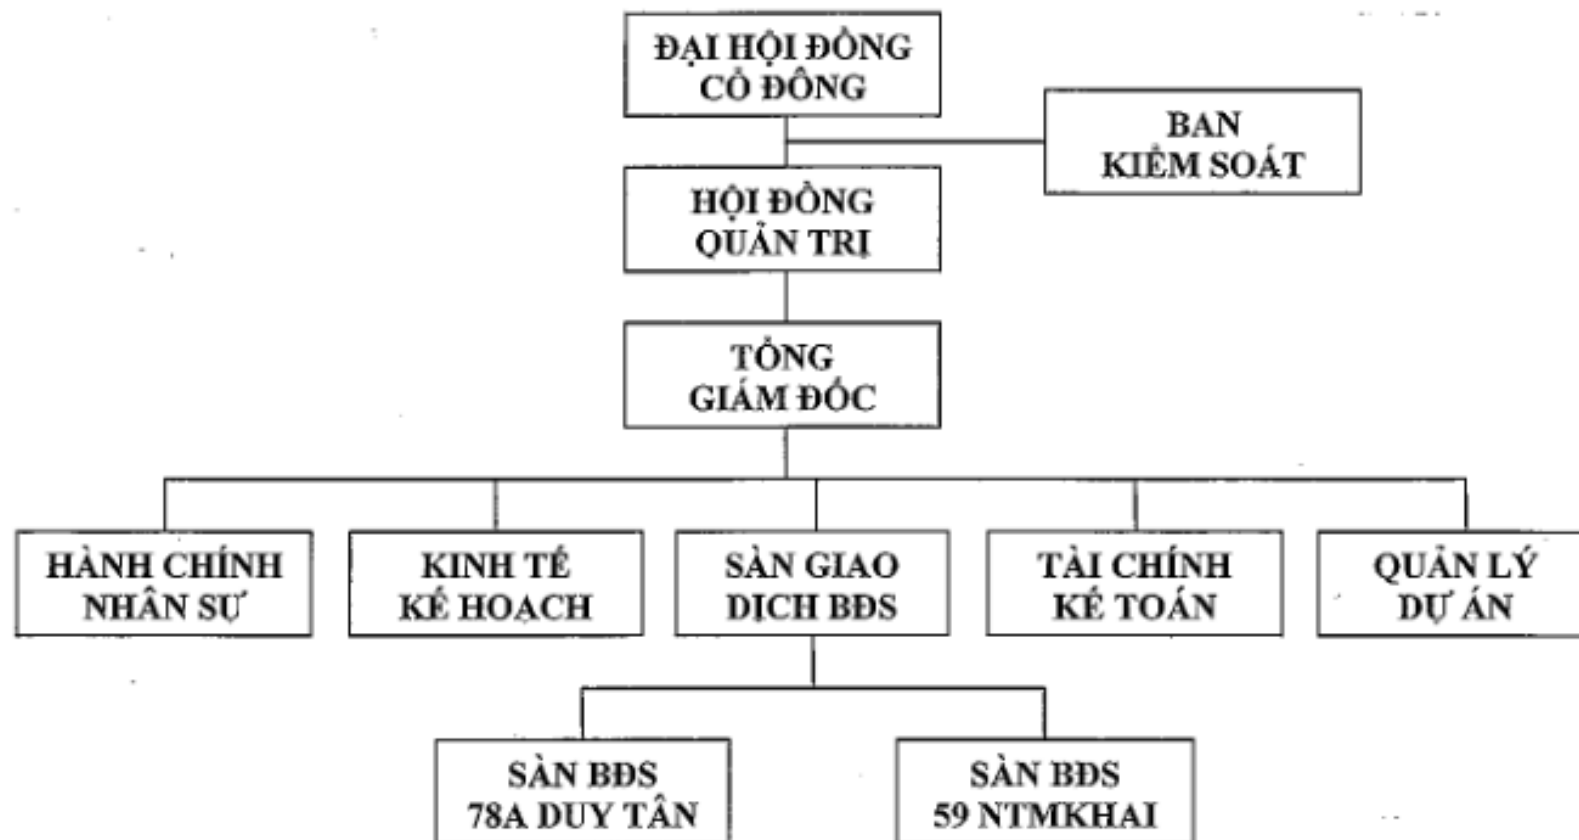 ĐẠI HỘI ĐỒNG
CỔ ĐÔNG
BAN
KIỂM SOÁT
HỘI ĐỒNG
QUẢN TRỊ
TỔNG
GIÁM ĐỐC
HÀNH CHÍNH
NHÂN SỰ
KINH TẾ
KẾ HOẠCH
SÀN GIAO
DỊCH BĐS
TÀI CHÍNH
KẾ TOÁN
QUẢN LÝ
DỰ ÁN
SÀN BĐS
78A DUY TÂN
SÀN BĐS
59 NTMKHAI